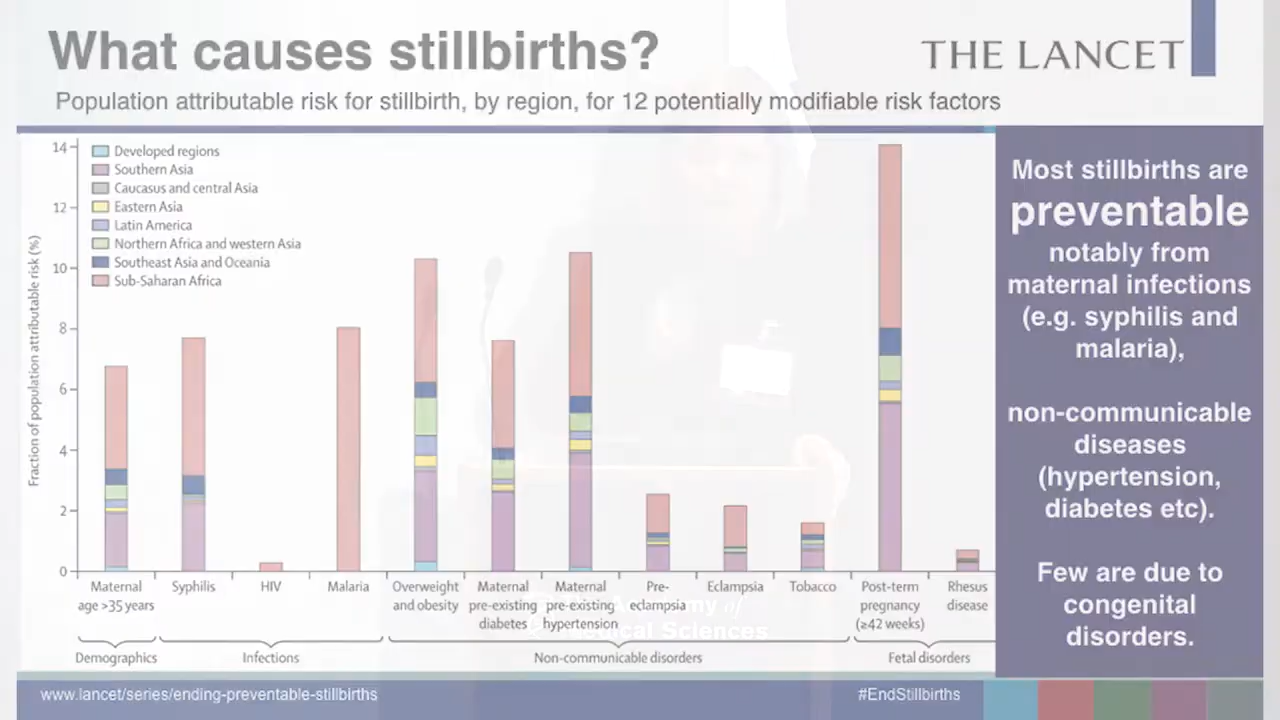 What causes stillbirths?
THE LANCET
Population attributable risk for stillbirth, by region, for 12 potentially modifiable risk factors
Fraction of population attributable risk (%)
14
12
10
8
6
4
2
0
Developed regions
Southern Asia
Caucasus and central Asia
Eastern Asia
Latin America
Northern Africa and western Asia
Southeast Asia and Oceania
Sub-Saharan Africa
Maternal
age >35 years
Syphilis
HIV
Malaria
Overweight
and obesity
Maternal
pre-existing
diabetes
Maternal
pre-existing
hypertension
Pre-
eclampsia
Eclampsia
Tobacco
Post-term
pregnancy
(≥42 weeks)
Rhesus
disease
Demographics
Infections
Non-communicable disorders
Fetal disorders
Most stillbirths are
preventable
notably from
maternal infections
(e.g. syphilis and
malaria),
non-communicable
diseases
(hypertension,
diabetes etc).
Few are due to
congenital
disorders.
Academy of
Medical Sciences
www.lancet/series/ending-preventable-stillbirths
#EndStillbirths